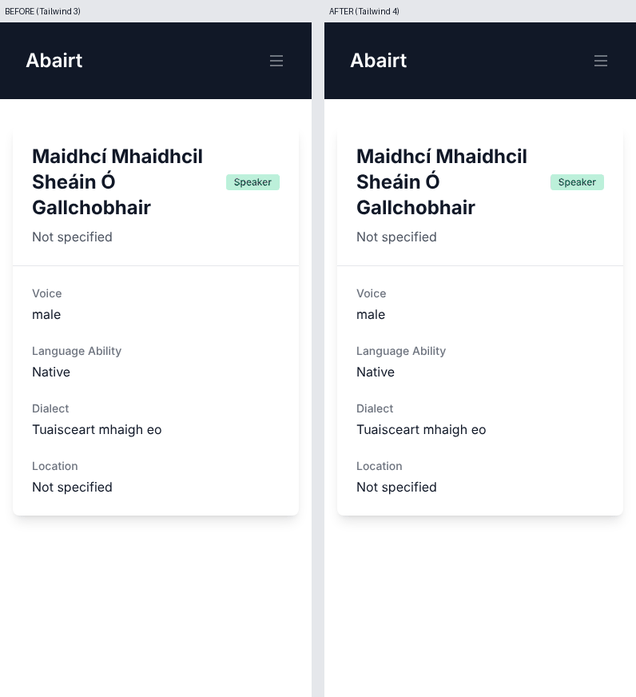 BEFORE (Tailwind 3)
Abairt
Maidhcí Mhaidhcil
Sheáin Ó
Gallchobhair
Speaker
Not specified
Voice
male
Language Ability
Native
Dialect
Tuaisceart mhaigh eo
Location
Not specified
AFTER (Tailwind 4)
Abairt
Maidhcí Mhaidhcil
Sheáin Ó
Gallchobhair
Speaker
Not specified
Voice
male
Language Ability
Native
Dialect
Tuaisceart mhaigh eo
Location
Not specified